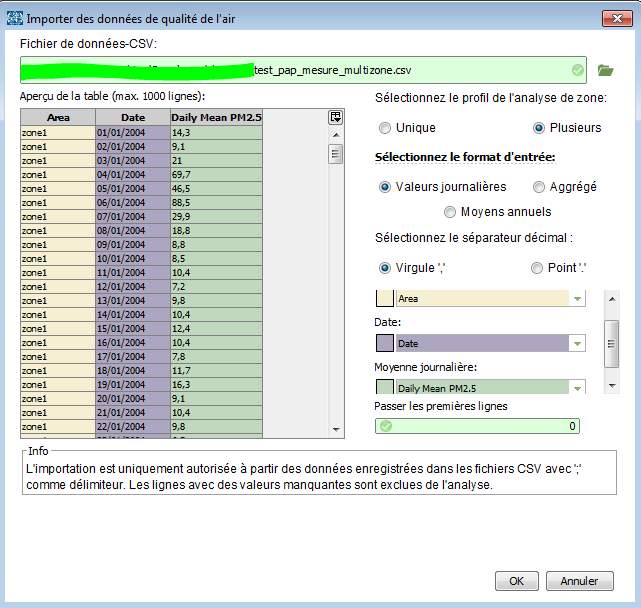 Importer des données de qualité de l'air
Fichier de données-CSV:
test_pap_mesure_multizone.csv
Aperçu de la table (max. 1000 lignes):
Area Date Daily Mean PM2.5
zone1 01/01/2004 14,3
zone1 02/01/2004 9,1
zone1 03/01/2004 21
zone1 04/01/2004 69,7
zone1 05/01/2004 46,5
zone1 06/01/2004 88,5
zone1 07/01/2004 29,9
zone1 08/01/2004 18,8
zone1 09/01/2004 8,8
zone1 10/01/2004 8,5
zone1 11/01/2004 10,4
zone1 12/01/2004 7,2
zone1 13/01/2004 9,8
zone1 14/01/2004 10,4
zone1 15/01/2004 12,4
zone1 16/01/2004 10,4
zone1 17/01/2004 7,8
zone1 18/01/2004 11,7
zone1 19/01/2004 16,3
zone1 20/01/2004 9,1
zone1 21/01/2004 10,4
zone1 22/01/2004 9,8
Sélectionnez le profil de l'analyse de zone:
Unique Plusieurs
Sélectionnez le format d'entrée:
Valeurs journalières Aggrégé
Moyens annuels
Sélectionnez le séparateur décimal :
Virgule ',' Point '.'
Area
Date:
Date
Moyenne journalière:
Daily Mean PM2.5
Passer les premières lignes
0
Info
L'importation est uniquement autorisée à partir des données enregistrées dans les fichiers CSV avec ';'
comme délimiteur. Les lignes avec des valeurs manquantes sont exclues de l'analyse.
OK Annuler